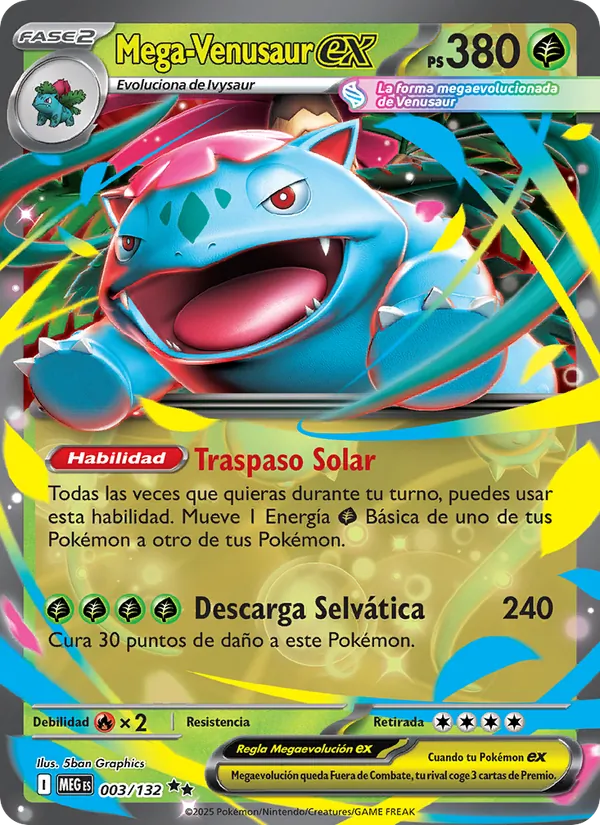 FASE2
Mega-Venusaur ex
PS 380
Evoluciona de Ivysaur
La forma megaevolucionada
de Venusaur
Habilidad Traspaso Solar
Todas las veces que quieras durante tu turno, puedes usar
esta habilidad. Mueve 1 Energía Básica de uno de tus
Pokémon a otro de tus Pokémon.
Descarga Selvática 240
Cura 30 puntos de daño a este Pokémon.
Debilidad ×2 Resistencia Retirada
Ilus. 5ban Graphics
Regla Megaevolución ex Cuando tu Pokémon ex
Megaevolución queda Fuera de Combate, tu rival coge 3 cartas de Premio.
I MEG ES 003/132 ★★
©2025 Pokémon/Nintendo/Creatures/GAME FREAK